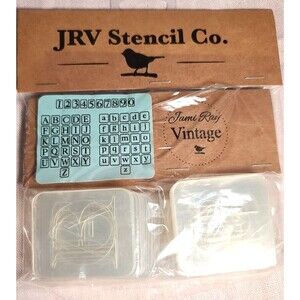 JRV Stencil Co.
1234567890
ABCDE abcde
FGHIJ fghij
KLMNO klmno
PQRST pqrst
UVWXY uvwxy
Z z
Jami Ray
Vintage